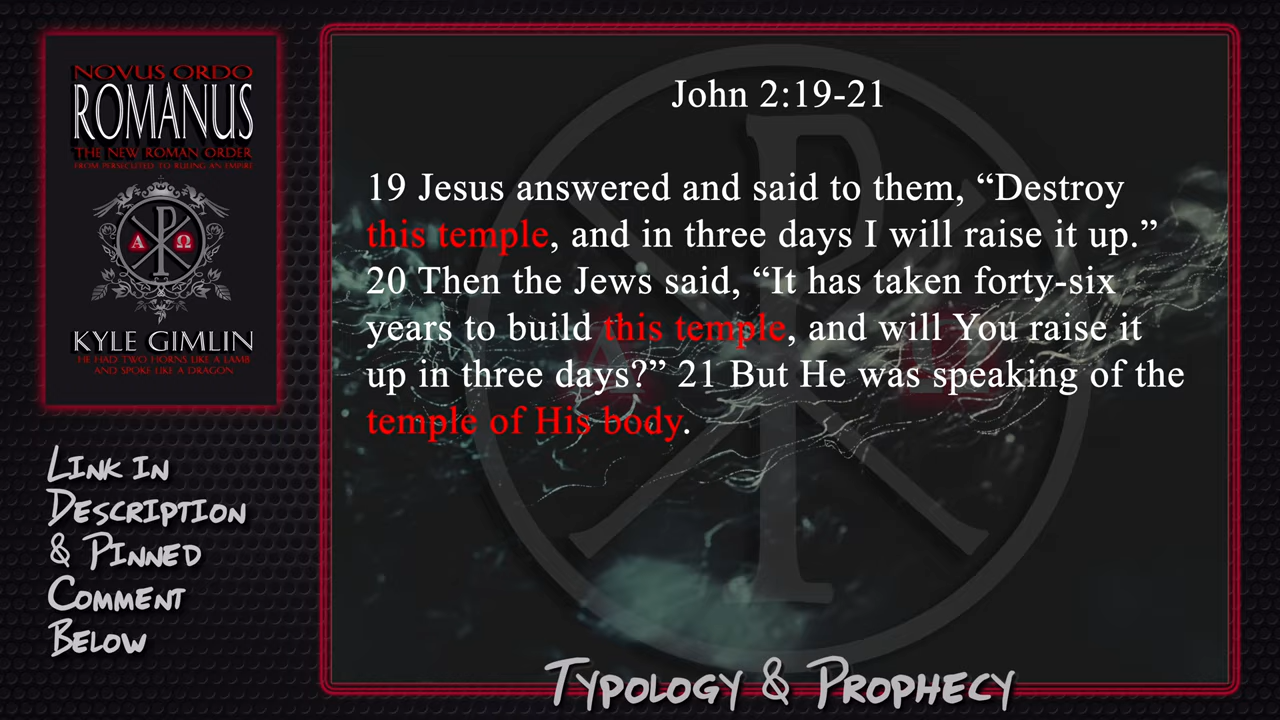 NOVUS ORDO
ROMANUS
THE NEW ROMAN ORDER
FROM PERSECUTED TO RULING AN EMPIRE
Α Ω
KYLE GIMLIN
HE HAD TWO HORNS LIKE A LAMB
AND SPOKE LIKE A DRAGON
LINK IN
DESCRIPTION
& PINNED
COMMENT
BELOW
John 2:19-21
19 Jesus answered and said to them, “Destroy
this temple, and in three days I will raise it up.”
20 Then the Jews said, “It has taken forty-six
years to build this temple, and will You raise it
up in three days?” 21 But He was speaking of the
temple of His body.
TYPOLOGY & PROPHECY